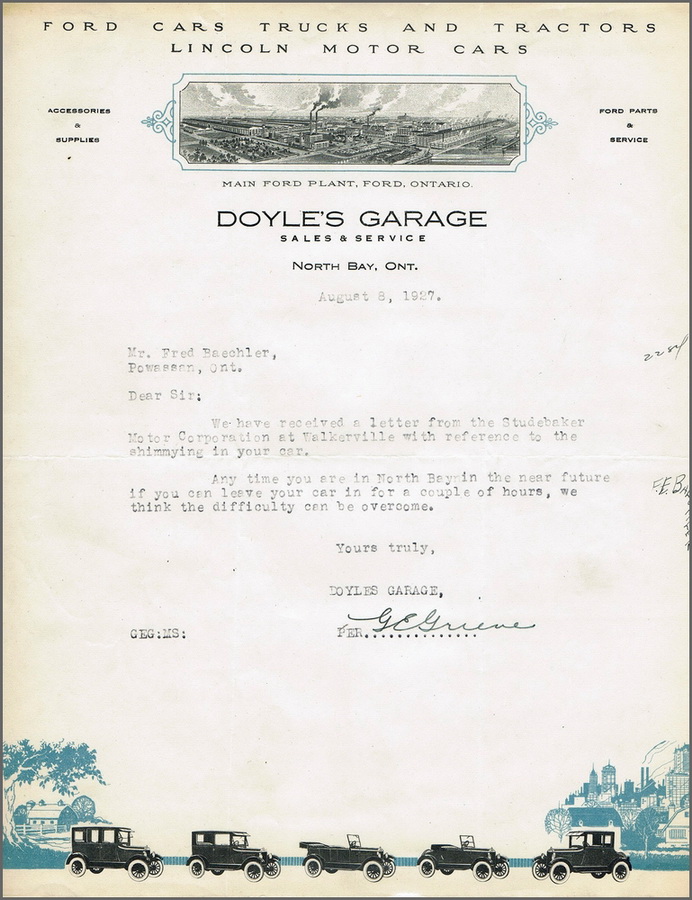 FORD CARS TRUCKS AND TRACTORS
LINCOLN MOTOR CARS
ACCESSORIES
&
SUPPLIES
FORD PARTS
&
SERVICE
MAIN FORD PLANT, FORD, ONTARIO.
DOYLE'S GARAGE
SALES & SERVICE
NORTH BAY, ONT.
August 8, 1927.
Mr. Fred Baechler,
Powassan, Ont.
Dear Sir:
We have received a letter from the Studebaker
Motor Corporation at Walkerville with reference to the
shimmying in your car.
Any time you are in North Bay in the near future
if you can leave your car in for a couple of hours, we
think the difficulty can be overcome.
Yours truly,
DOYLES GARAGE,
GEG:MS:
PER. GEGrieve